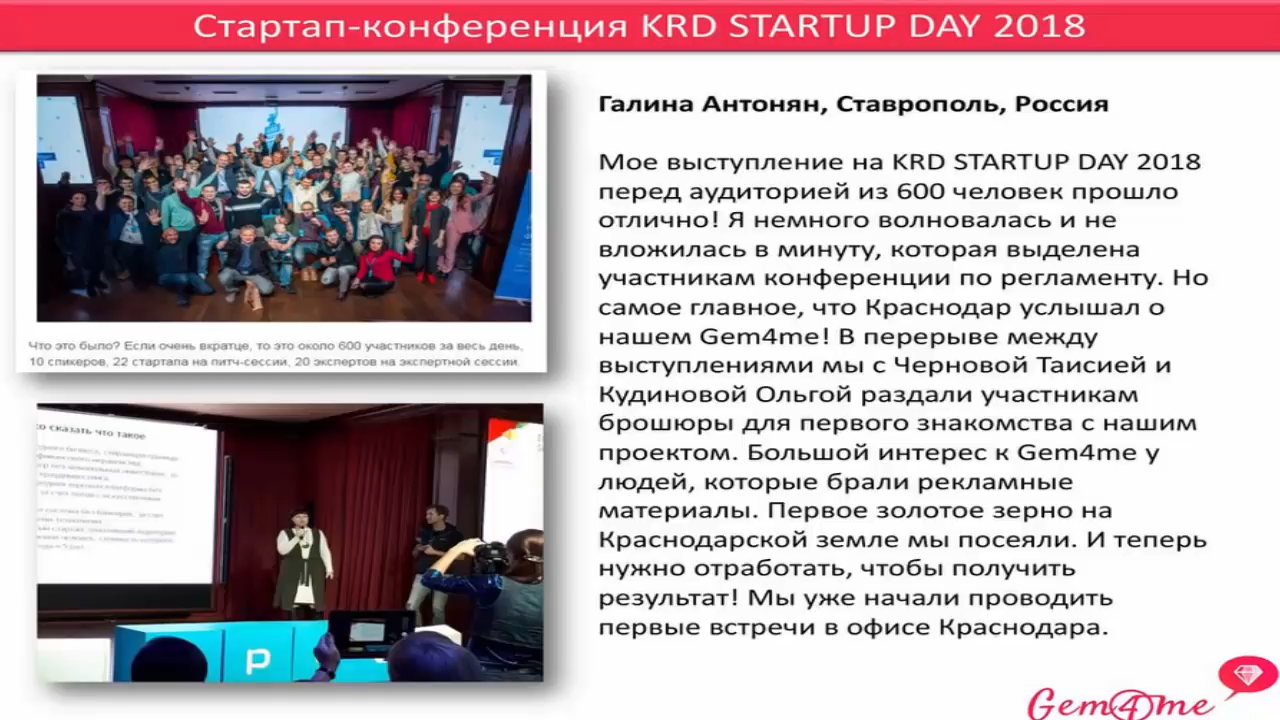 Стартап-конференция KRD STARTUP DAY 2018
Что это было? Если очень вкратце, то это около 600 участников за весь день,
10 спикеров, 22 стартапа на питч-сессии, 20 экспертов на экспертной сессии.
сказать что такое
P
Галина Антонян, Ставрополь, Россия
Мое выступление на KRD STARTUP DAY 2018
перед аудиторией из 600 человек прошло
отлично! Я немного волновалась и не
вложилась в минуту, которая выделена
участникам конференции по регламенту. Но
самое главное, что Краснодар услышал о
нашем Gem4me! В перерыве между
выступлениями мы с Черновой Таисией и
Кудиновой Ольгой раздали участникам
брошюры для первого знакомства с нашим
проектом. Большой интерес к Gem4me у
людей, которые брали рекламные
материалы. Первое золотое зерно на
Краснодарской земле мы посеяли. И теперь
нужно отработать, чтобы получить
результат! Мы уже начали проводить
первые встречи в офисе Краснодара.
Gem4me